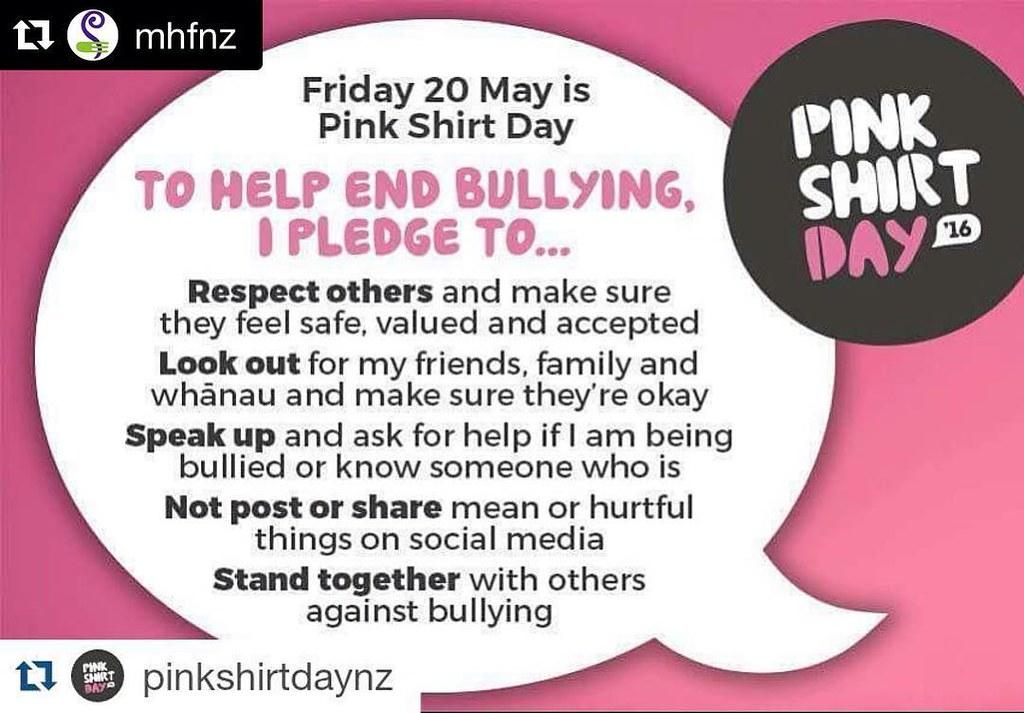 mhfnz
Friday 20 May is
Pink Shirt Day
TO HELP END BULLYING,
I PLEDGE TO...
Respect others and make sure
they feel safe, valued and accepted
Look out for my friends, family and
whānau and make sure they're okay
Speak up and ask for help if I am being
bullied or know someone who is
Not post or share mean or hurtful
things on social media
Stand together with others
against bullying
PINK
SHIRT
DAY '16
PINK
SHIRT
DAY
pinkshirtdaynz